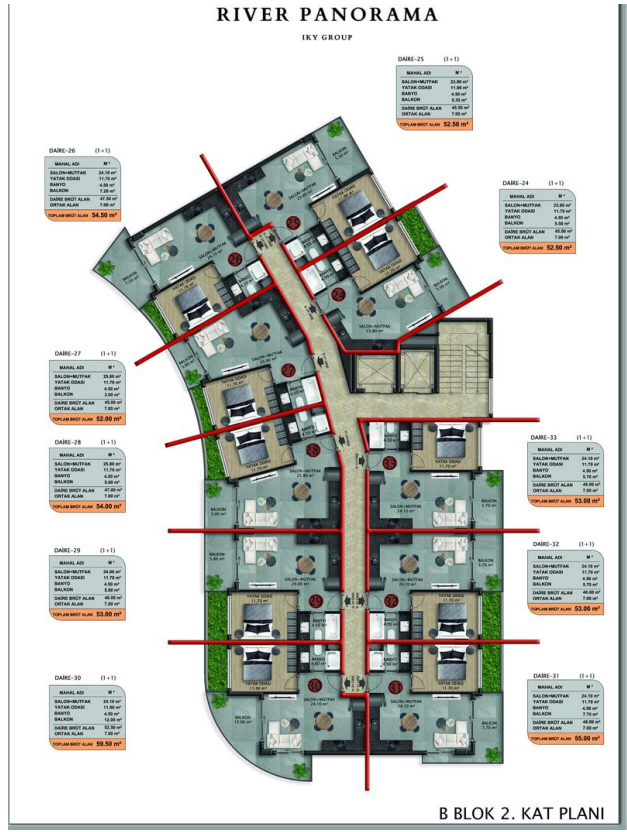 RIVER PANORAMA
IKY GROUP
DAİRE-25 (1+1)
MAHAL ADI M²
SALON+MUTFAK 23.60 m²
YATAK ODASI 11.90 m²
BANYO 4.00 m²
BALKON 5.30 m²
DAİRE BRÜT ALAN 45.50 m²
ORTAK ALAN 7.00 m²
TOPLAM BRÜT ALAN 52.50 m²
DAİRE-26 (1+1)
MAHAL ADI M²
SALON+MUTFAK 24.10 m²
YATAK ODASI 11.70 m²
BANYO 4.50 m²
BALKON 7.20 m²
DAİRE BRÜT ALAN 47.50 m²
ORTAK ALAN 7.00 m²
TOPLAM BRÜT ALAN 54.50 m²
DAİRE-24 (1+1)
MAHAL ADI M²
SALON+MUTFAK 23.80 m²
YATAK ODASI 11.70 m²
BANYO 4.50 m²
BALKON 5.50 m²
DAİRE BRÜT ALAN 45.50 m²
ORTAK ALAN 7.00 m²
TOPLAM BRÜT ALAN 52.50 m²
DAİRE-27 (1+1)
MAHAL ADI M²
SALON+MUTFAK 25.80 m²
YATAK ODASI 11.70 m²
BANYO 4.50 m²
BALKON 3.00 m²
DAİRE BRÜT ALAN 45.00 m²
ORTAK ALAN 7.00 m²
TOPLAM BRÜT ALAN 52.00 m²
DAİRE-28 (1+1)
MAHAL ADI M²
SALON+MUTFAK 25.80 m²
YATAK ODASI 11.70 m²
BANYO 4.50 m²
BALKON 5.00 m²
DAİRE BRÜT ALAN 47.00 m²
ORTAK ALAN 7.00 m²
TOPLAM BRÜT ALAN 54.00 m²
DAİRE-33 (1+1)
MAHAL ADI M²
SALON+MUTFAK 24.10 m²
YATAK ODASI 11.70 m²
BANYO 4.50 m²
BALKON 5.70 m²
DAİRE BRÜT ALAN 46.00 m²
ORTAK ALAN 7.00 m²
TOPLAM BRÜT ALAN 53.00 m²
DAİRE-29 (1+1)
MAHAL ADI M²
SALON+MUTFAK 24.00 m²
YATAK ODASI 11.70 m²
BANYO 4.50 m²
BALKON 5.80 m²
DAİRE BRÜT ALAN 46.00 m²
ORTAK ALAN 7.00 m²
TOPLAM BRÜT ALAN 53.00 m²
DAİRE-32 (1+1)
MAHAL ADI M²
SALON+MUTFAK 24.10 m²
YATAK ODASI 11.70 m²
BANYO 4.50 m²
BALKON 5.70 m²
DAİRE BRÜT ALAN 46.00 m²
ORTAK ALAN 7.00 m²
TOPLAM BRÜT ALAN 53.00 m²
DAİRE-30 (1+1)
MAHAL ADI M²
SALON+MUTFAK 24.10 m²
YATAK ODASI 11.90 m²
BANYO 4.50 m²
BALKON 12.00 m²
DAİRE BRÜT ALAN 52.50 m²
ORTAK ALAN 7.00 m²
TOPLAM BRÜT ALAN 59.50 m²
DAİRE-31 (1+1)
MAHAL ADI M²
SALON+MUTFAK 24.10 m²
YATAK ODASI 11.70 m²
BANYO 4.50 m²
BALKON 7.70 m²
DAİRE BRÜT ALAN 48.00 m²
ORTAK ALAN 7.00 m²
TOPLAM BRÜT ALAN 55.00 m²
B BLOK 2. KAT PLANI